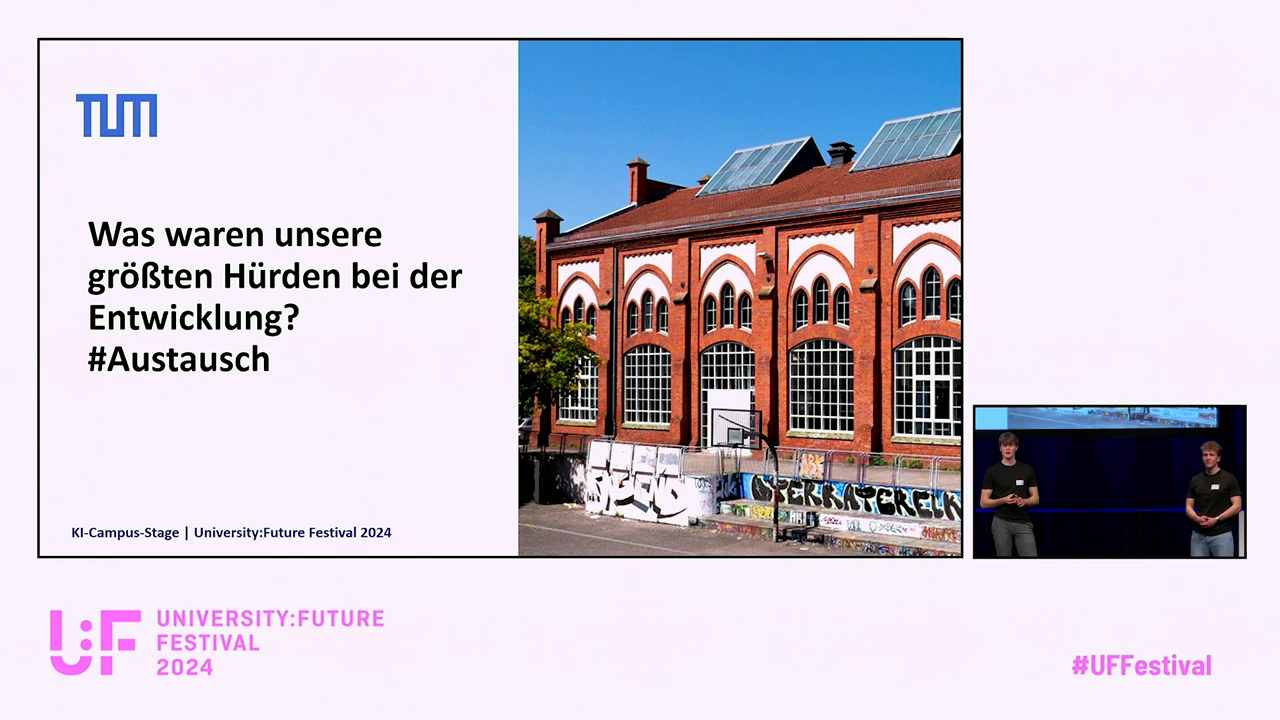 TUM
Was waren unsere
größten Hürden bei der
Entwicklung?
#Austausch
KI-Campus-Stage | University:Future Festival 2024
U:F
UNIVERSITY:FUTURE
FESTIVAL
2024
#UFFestival